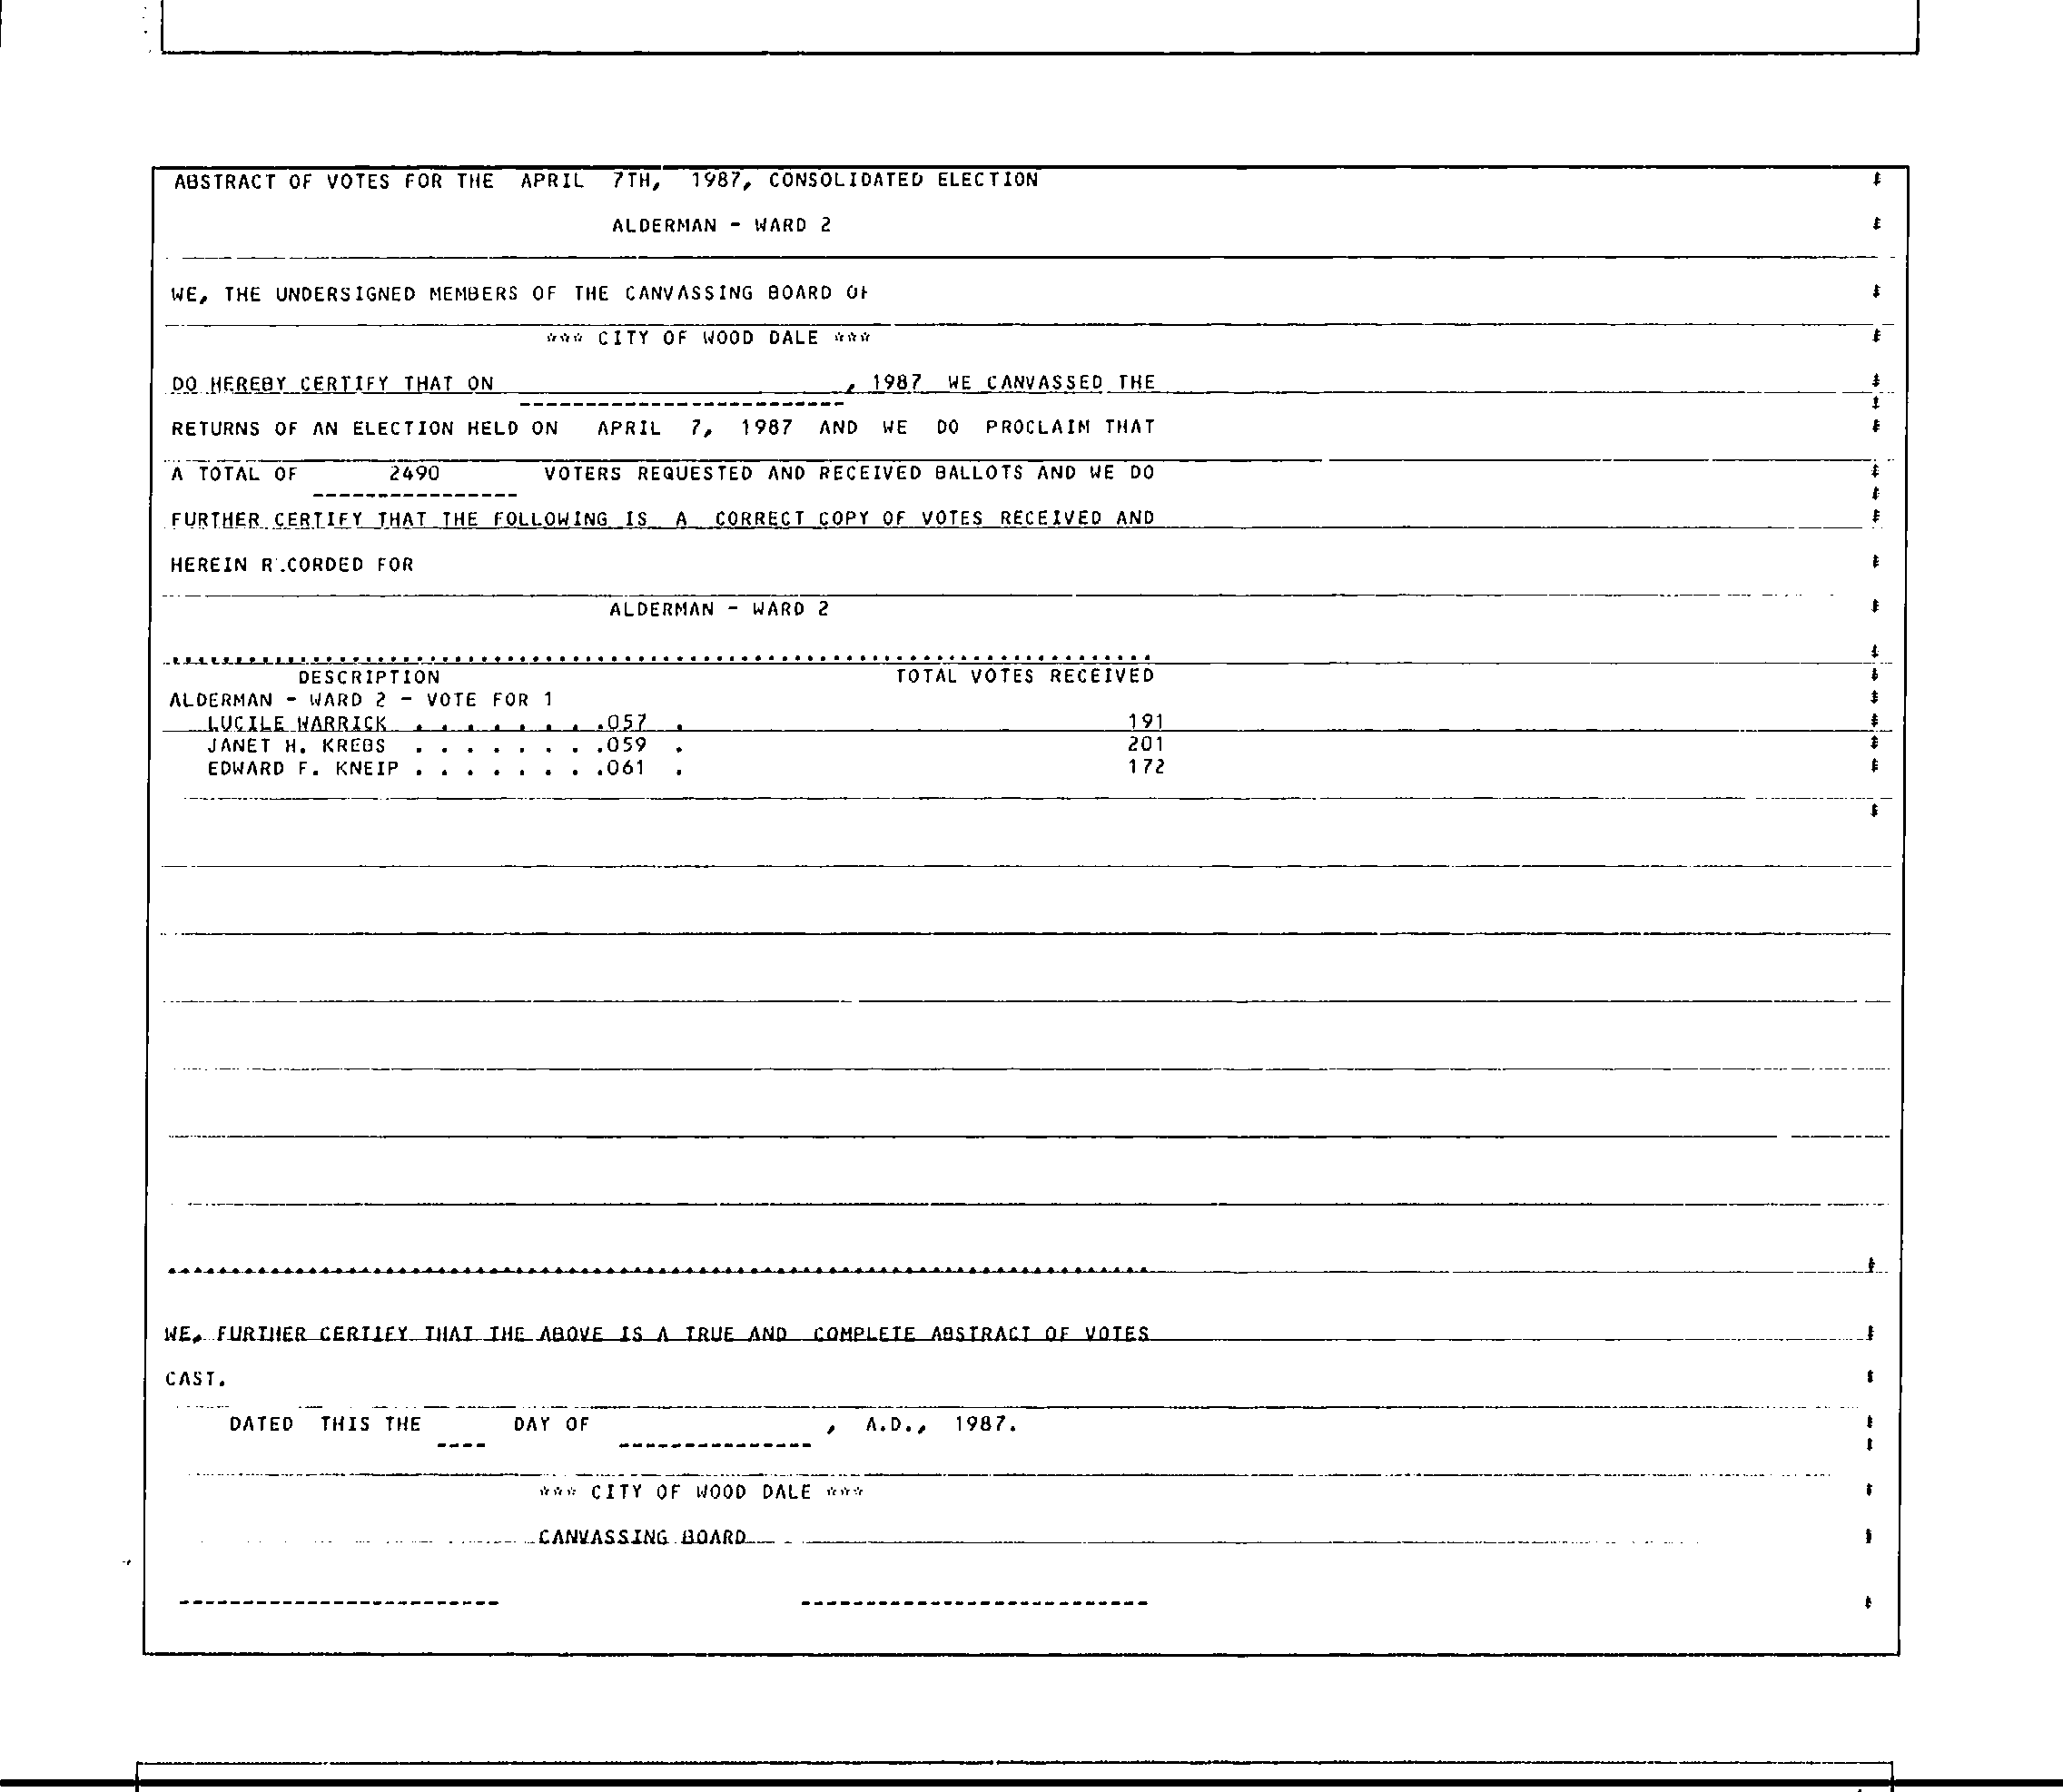 ABSTRACT OF VOTES FOR THE APRIL 7TH, 1987, CONSOLIDATED ELECTION
ALDERMAN - WARD 2
WE, THE UNDERSIGNED MEMBERS OF THE CANVASSING BOARD OF
*** CITY OF WOOD DALE ***
DO HEREBY CERTIFY THAT ON , 1987 WE CANVASSED THE
RETURNS OF AN ELECTION HELD ON APRIL 7, 1987 AND WE DO PROCLAIM THAT
A TOTAL OF 2490 VOTERS REQUESTED AND RECEIVED BALLOTS AND WE DO
FURTHER CERTIFY THAT THE FOLLOWING IS A CORRECT COPY OF VOTES RECEIVED AND
HEREIN R.CORDED FOR
ALDERMAN - WARD 2
DESCRIPTION TOTAL VOTES RECEIVED
ALDERMAN - WARD 2 - VOTE FOR 1
LUCILE WARRICK . . . . . . . .057 . 191
JANET H. KREBS . . . . . . . .059 . 201
EDWARD F. KNEIP . . . . . . . .061 . 172
WE, FURTHER CERTIFY THAT THE ABOVE IS A TRUE AND COMPLETE ABSTRACT OF VOTES
CAST.
DATED THIS THE ---- DAY OF --------------- , A.D., 1987.
*** CITY OF WOOD DALE ***
CANVASSING BOARD